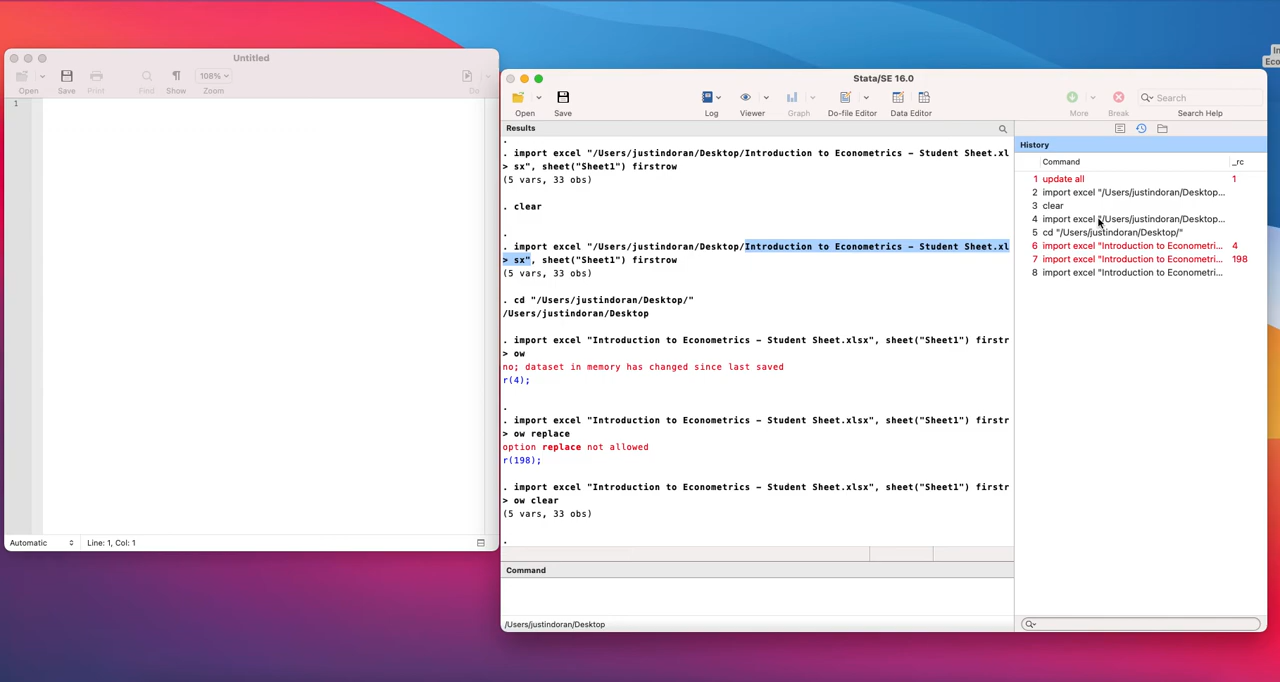 Untitled
108%
Open
Save
Print
Find
Show
Zoom
Do
1
Automatic
Line: 1, Col: 1
In
Eco
Stata/SE 16.0
Open
Save
Log
Viewer
Graph
Do-file Editor
Data Editor
More
Break
Search
Search Help
Results
.
. import excel "/Users/justindoran/Desktop/Introduction to Econometrics – Student Sheet.xl
> sx", sheet("Sheet1") firstrow
(5 vars, 33 obs)
. clear
.
. import excel "/Users/justindoran/Desktop/Introduction to Econometrics – Student Sheet.xl
> sx", sheet("Sheet1") firstrow
(5 vars, 33 obs)
. cd "/Users/justindoran/Desktop/"
/Users/justindoran/Desktop
. import excel "Introduction to Econometrics – Student Sheet.xlsx", sheet("Sheet1") firstr
> ow
no; dataset in memory has changed since last saved
r(4);
.
. import excel "Introduction to Econometrics – Student Sheet.xlsx", sheet("Sheet1") firstr
> ow replace
option replace not allowed
r(198);
. import excel "Introduction to Econometrics – Student Sheet.xlsx", sheet("Sheet1") firstr
> ow clear
(5 vars, 33 obs)
.
Command
/Users/justindoran/Desktop
History
Command _rc
1 update all 1
2 import excel "/Users/justindoran/Desktop...
3 clear
4 import excel "/Users/justindoran/Desktop...
5 cd "/Users/justindoran/Desktop/"
6 import excel "Introduction to Econometri... 4
7 import excel "Introduction to Econometri... 198
8 import excel "Introduction to Econometri...